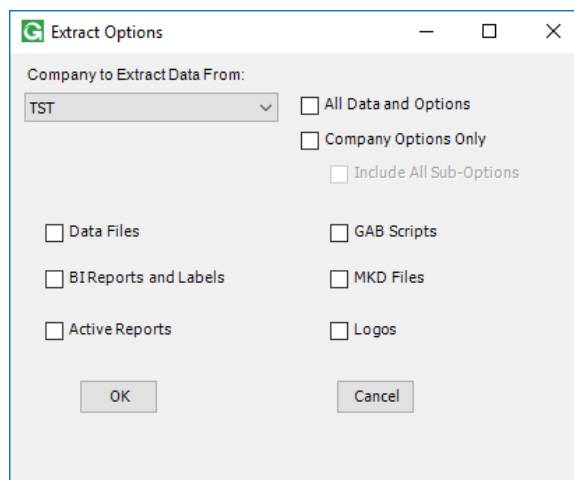 Extract Options
Company to Extract Data From:
TST
All Data and Options
Company Options Only
Include All Sub-Options
Data Files
GAB Scripts
BI Reports and Labels
MKD Files
Active Reports
Logos
OK
Cancel